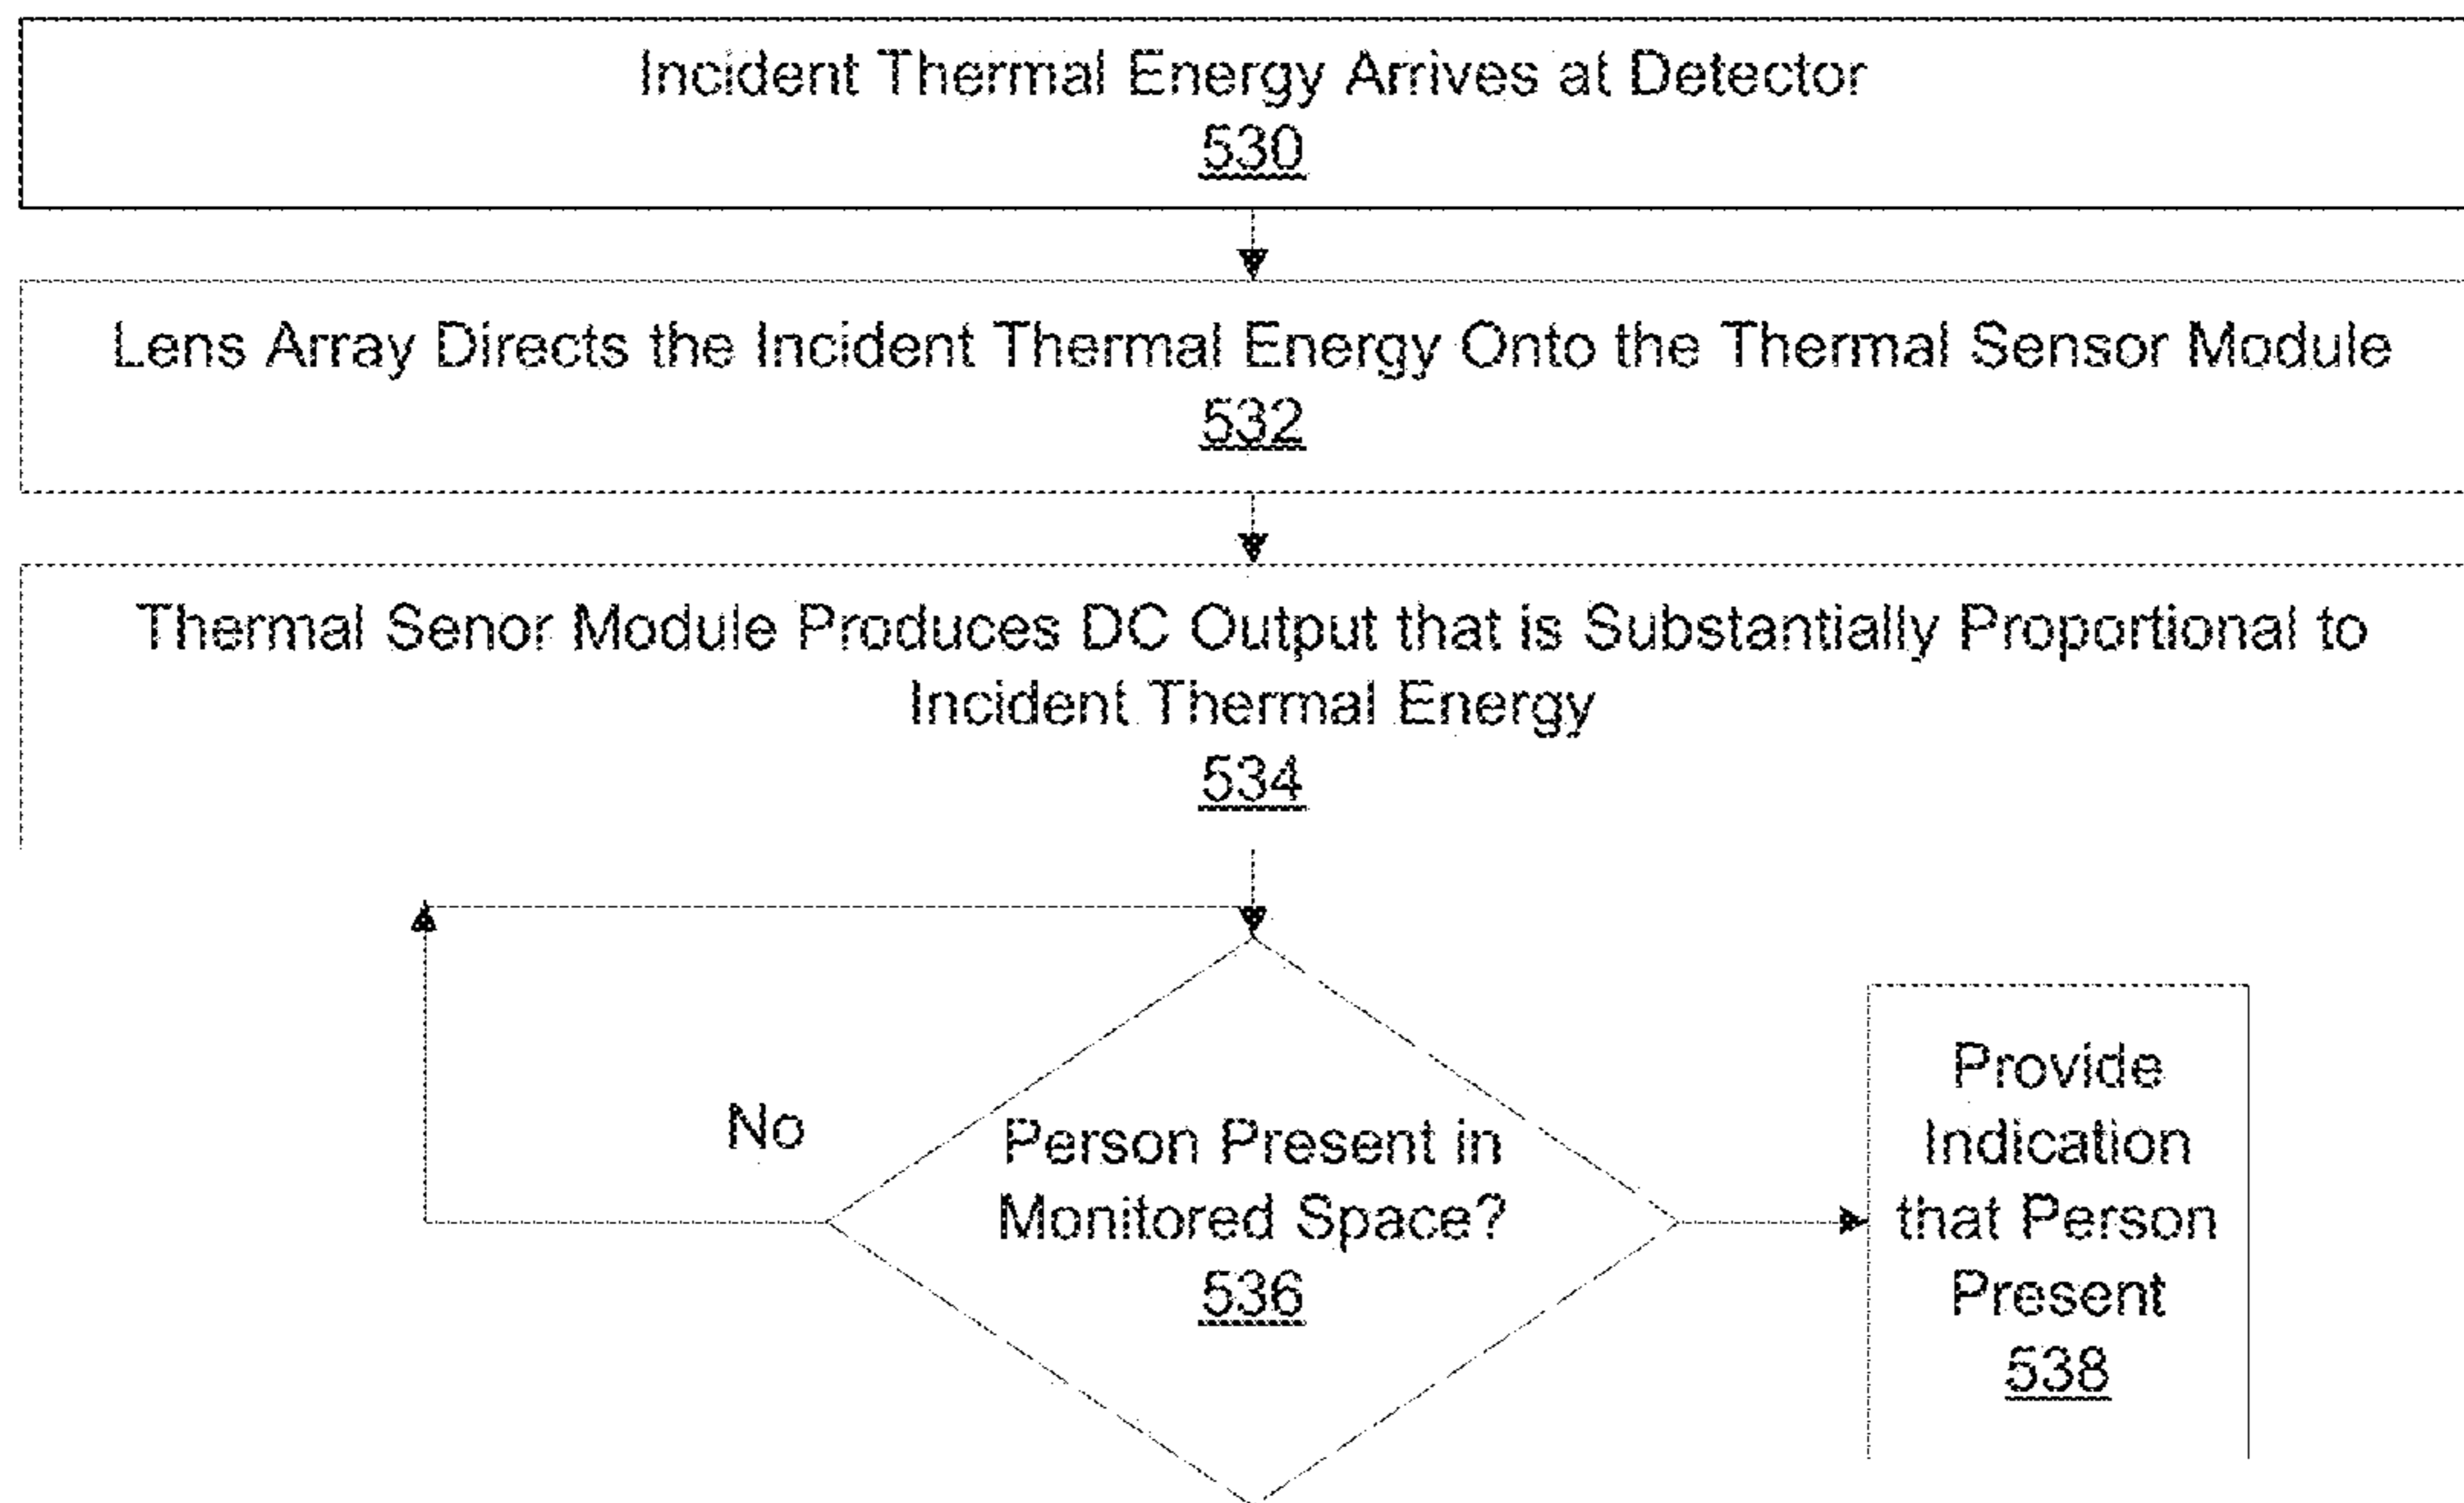 Incident Thermal Energy Arrives at Detector
530
Lens Array Directs the Incident Thermal Energy Onto the Thermal Sensor Module
532
Thermal Senor Module Produces DC Output that is Substantially Proportional to
Incident Thermal Energy
534
No
Person Present in
Monitored Space?
536
Provide
Indication
that Person
Present
538